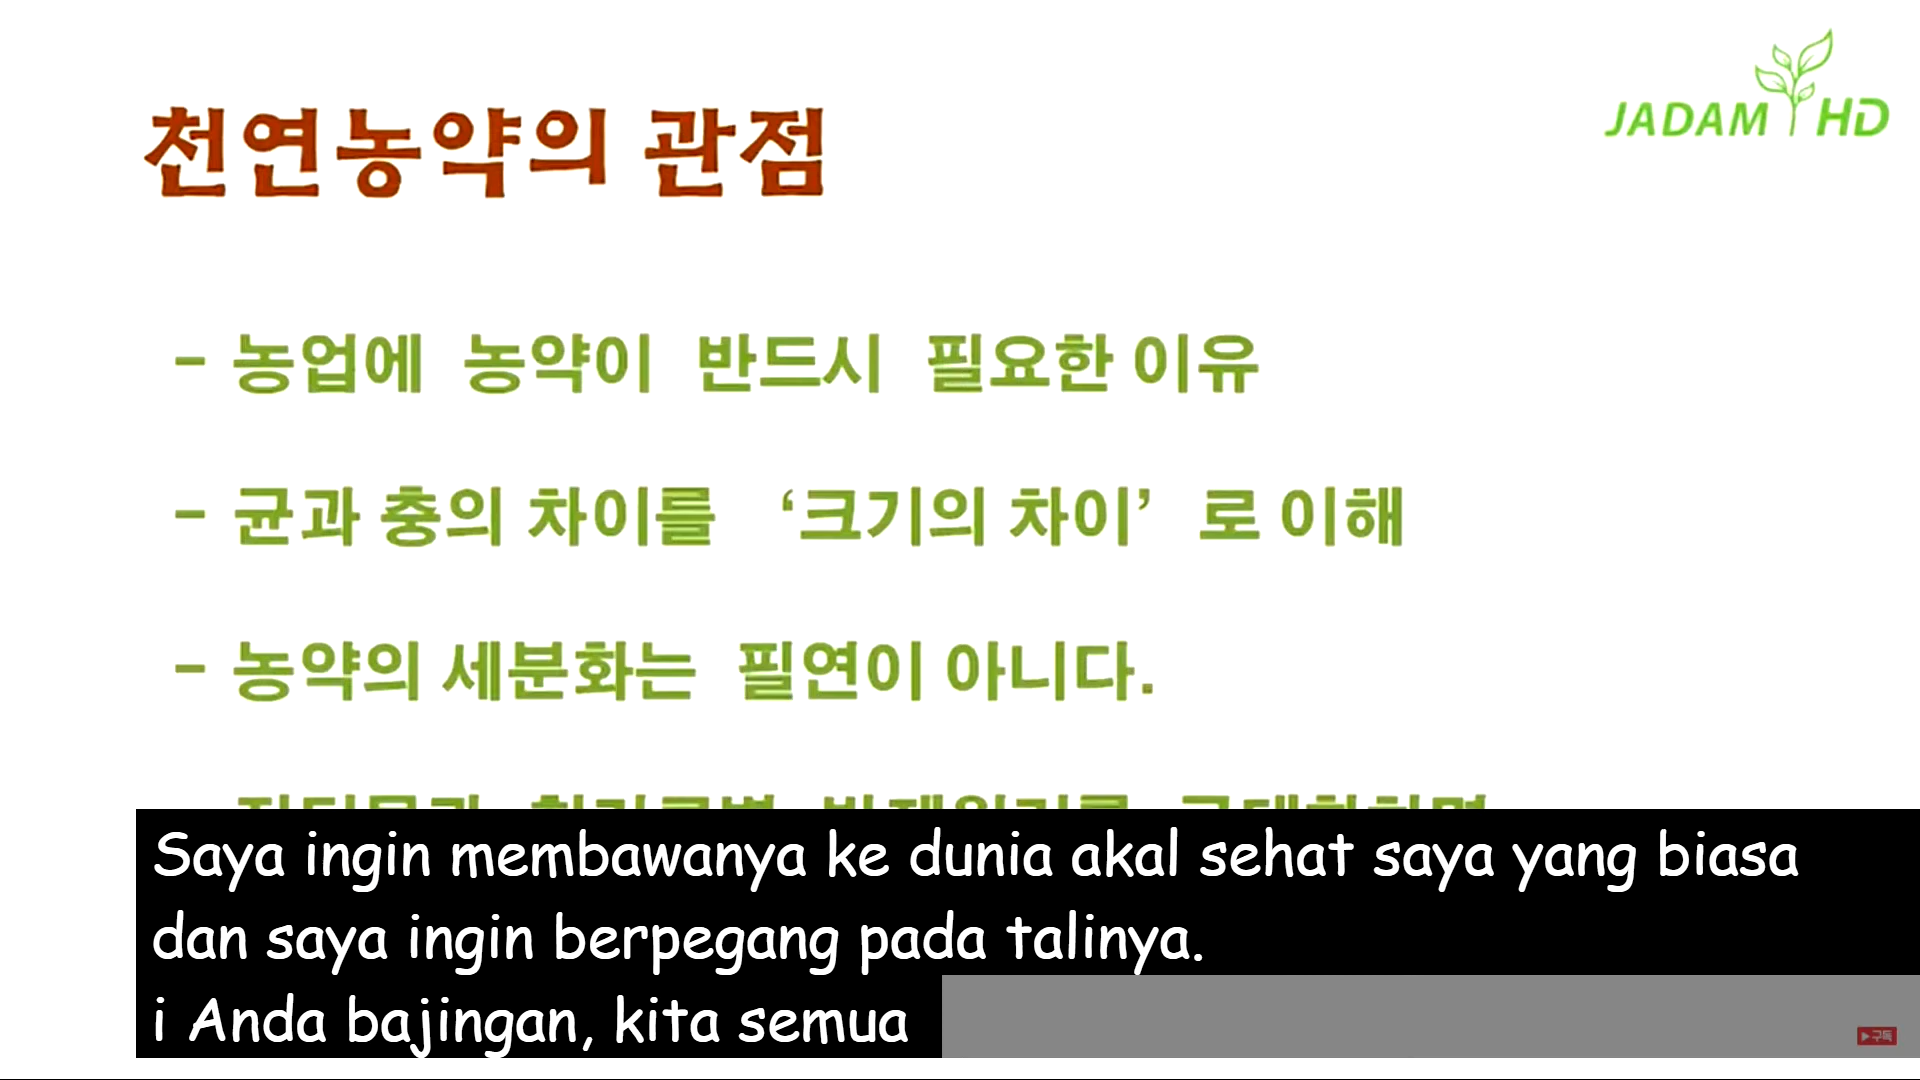 JADAM HD
천연농약의 관점
- 농업에 농약이 반드시 필요한 이유
- 균과 충의 차이를 ‘크기의 차이’ 로 이해
- 농약의 세분화는 필연이 아니다.
Saya ingin membawanya ke dunia akal sehat saya yang biasa
dan saya ingin berpegang pada talinya.
i Anda bajingan, kita semua
구독